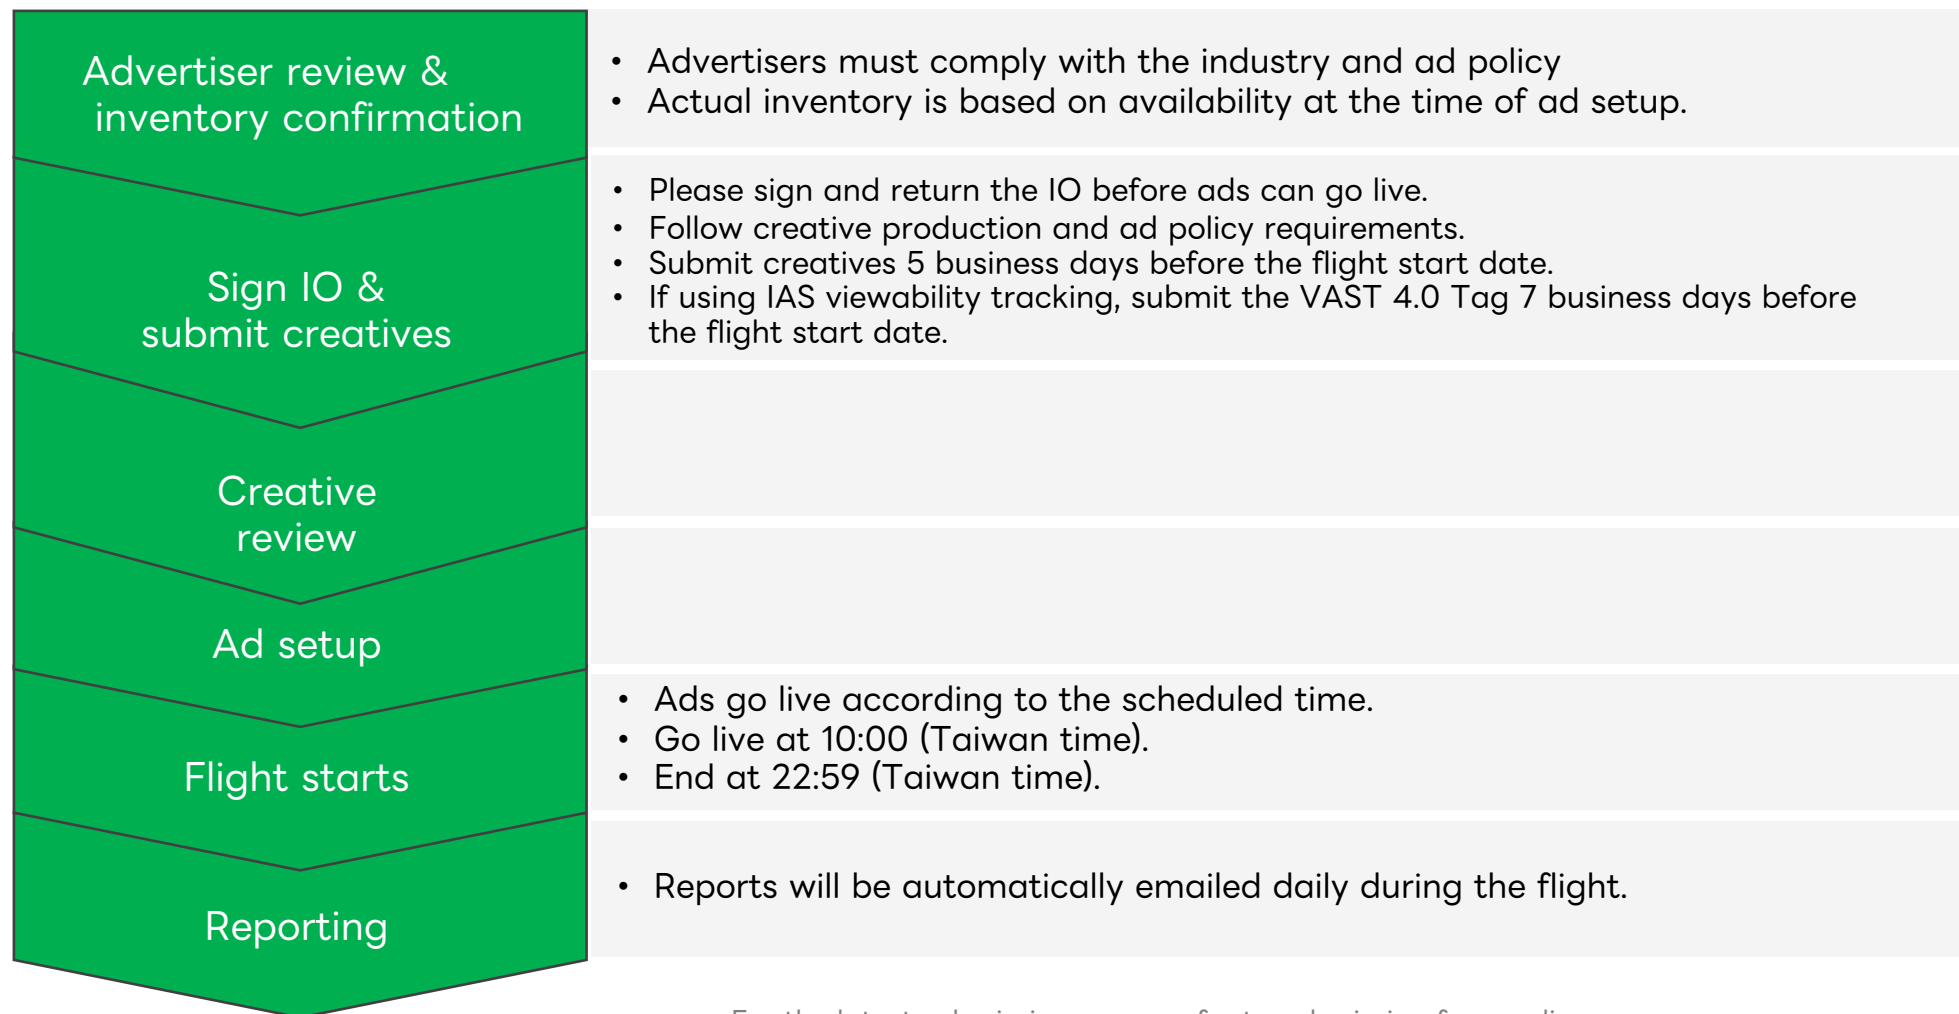 Advertiser review &
inventory confirmation
• Advertisers must comply with the industry and ad policy
• Actual inventory is based on availability at the time of ad setup.
Sign IO &
submit creatives
• Please sign and return the IO before ads can go live.
• Follow creative production and ad policy requirements.
• Submit creatives 5 business days before the flight start date.
• If using IAS viewability tracking, submit the VAST 4.0 Tag 7 business days before
the flight start date.
Creative
review
Ad setup
Flight starts
• Ads go live according to the scheduled time.
• Go live at 10:00 (Taiwan time).
• End at 22:59 (Taiwan time).
Reporting
• Reports will be automatically emailed daily during the flight.